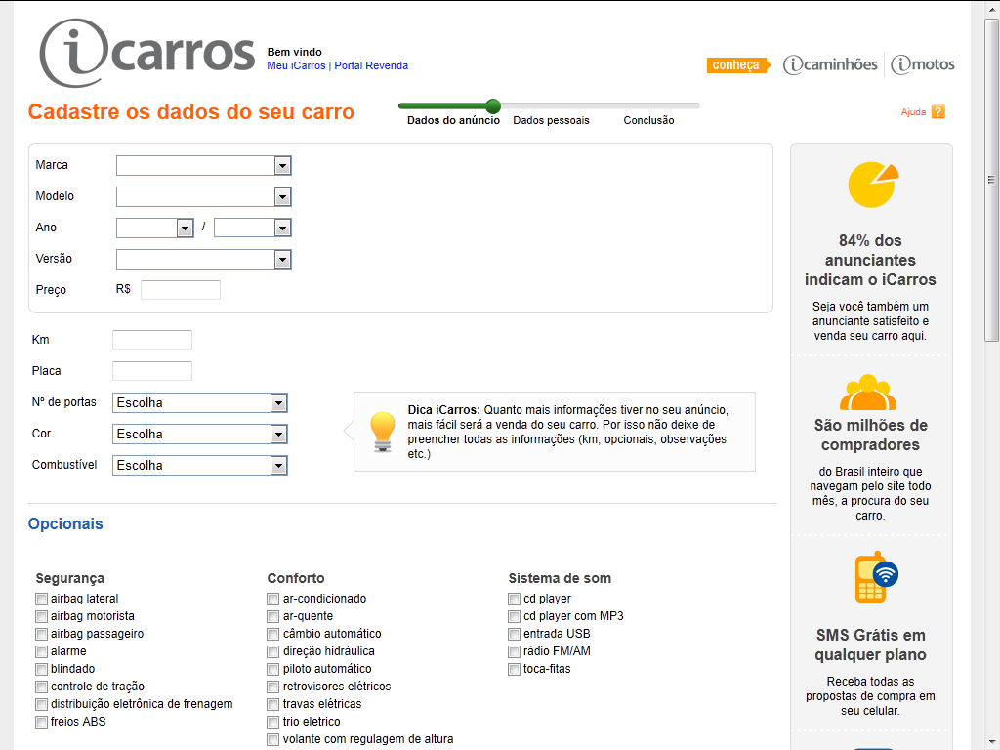 icarros
Bem vindo
Meu iCarros | Portal Revenda
conheça
icaminhões
imotos
Cadastre os dados do seu carro
Dados do anúncio
Dados pessoais
Conclusão
Ajuda ?
Marca
Modelo
Ano /
Versão
Preço R$
Km
Placa
Nº de portas Escolha
Cor Escolha
Combustível Escolha
Dica iCarros: Quanto mais informações tiver no seu anúncio,
mais fácil será a venda do seu carro. Por isso não deixe de
preencher todas as informações (km, opcionais, observações
etc.)
Opcionais
Segurança
airbag lateral
airbag motorista
airbag passageiro
alarme
blindado
controle de tração
distribuição eletrônica de frenagem
freios ABS
Conforto
ar-condicionado
ar-quente
câmbio automático
direção hidráulica
piloto automático
retrovisores elétricos
travas elétricas
trio eletrico
volante com regulagem de altura
Sistema de som
cd player
cd player com MP3
entrada USB
rádio FM/AM
toca-fitas
84% dos
anunciantes
indicam o iCarros
Seja você também um
anunciante satisfeito e
venda seu carro aqui.
São milhões de
compradores
do Brasil inteiro que
navegam pelo site todo
mês, a procura do seu
carro.
SMS Grátis em
qualquer plano
Receba todas as
propostas de compra em
seu celular.